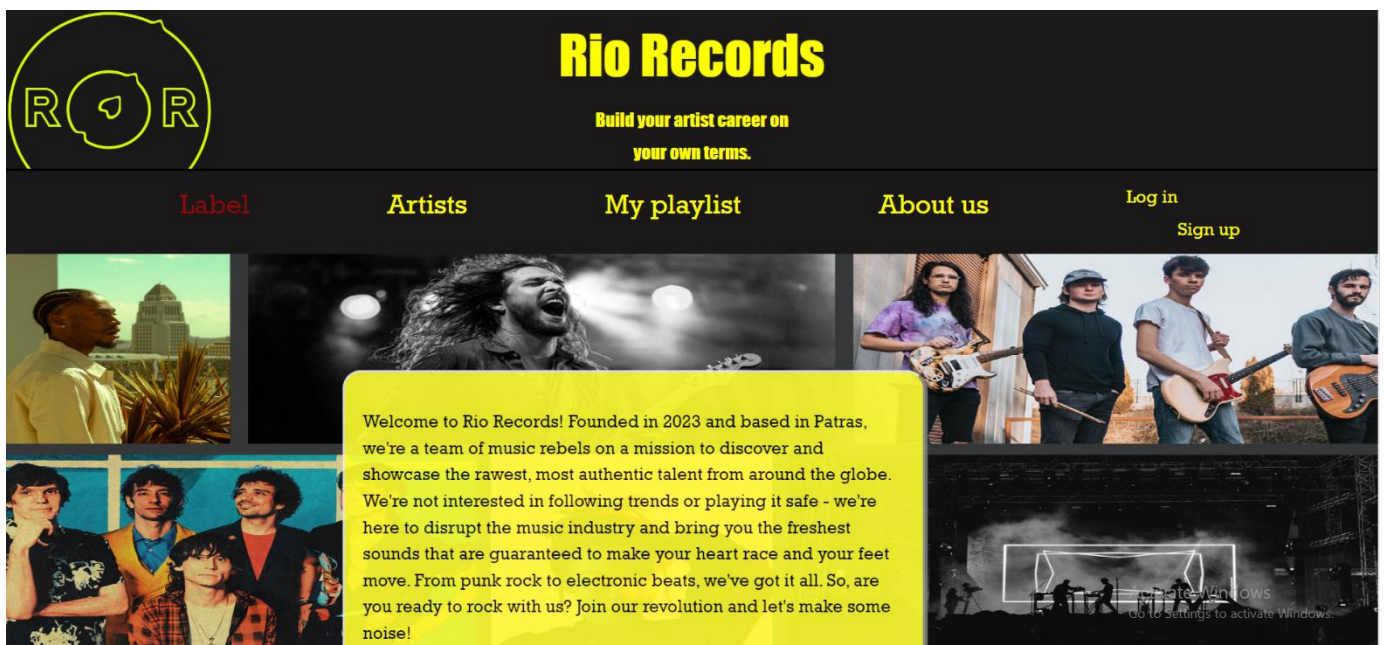 R R
Rio Records
Build your artist career on
your own terms.
Label
Artists
My playlist
About us
Log in
Sign up
Welcome to Rio Records! Founded in 2023 and based in Patras,
we're a team of music rebels on a mission to discover and
showcase the rawest, most authentic talent from around the globe.
We're not interested in following trends or playing it safe - we're
here to disrupt the music industry and bring you the freshest
sounds that are guaranteed to make your heart race and your feet
move. From punk rock to electronic beats, we've got it all. So, are
you ready to rock with us? Join our revolution and let's make some
noise!
Activate Windows
Go to Settings to activate Windows.